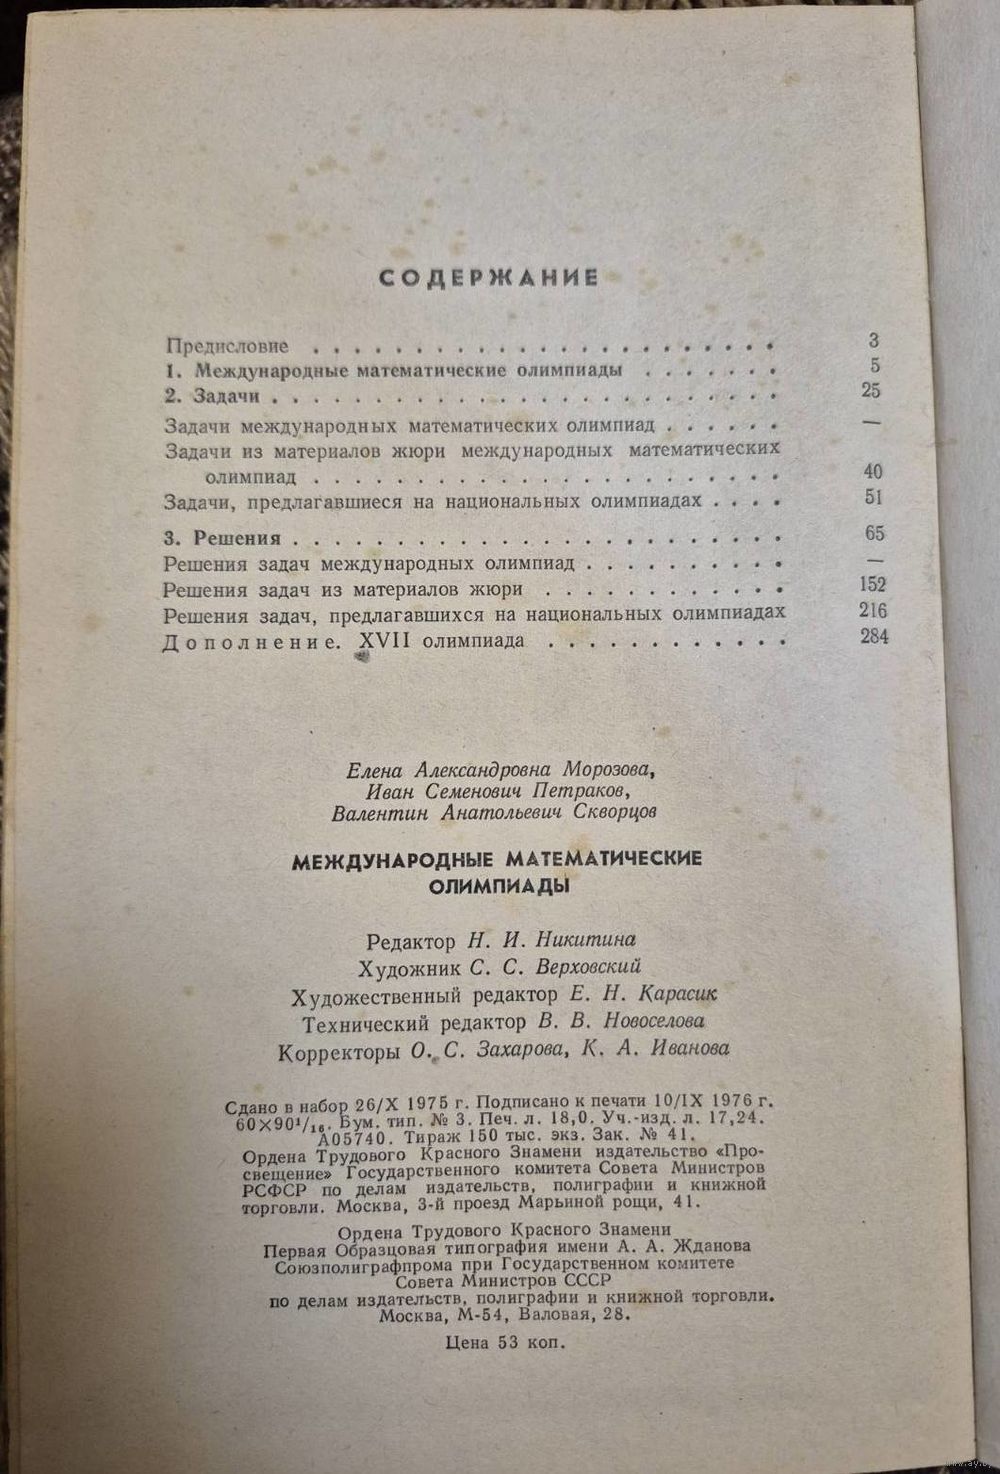 СОДЕРЖАНИЕ
Предисловие . . . . . . . . . . . . . . . . . . . . . . . 3
1. Международные математические олимпиады . . . . . . . 5
2. Задачи . . . . . . . . . . . . . . . . . . . . . . . . 25
Задачи международных математических олимпиад . . . . . . —
Задачи из материалов жюри международных математических
олимпиад . . . . . . . . . . . . . . . . . . . . . . 40
Задачи, предлагавшиеся на национальных олимпиадах . . . . 51
3. Решения . . . . . . . . . . . . . . . . . . . . . . . 65
Решения задач международных олимпиад . . . . . . . . . . —
Решения задач из материалов жюри . . . . . . . . . . . . 152
Решения задач, предлагавшихся на национальных олимпиадах 216
Дополнение. XVII олимпиада . . . . . . . . . . . . 284
Елена Александровна Морозова,
Иван Семенович Петраков,
Валентин Анатольевич Скворцов
МЕЖДУНАРОДНЫЕ МАТЕМАТИЧЕСКИЕ
ОЛИМПИАДЫ
Редактор Н. И. Никитина
Художник С. С. Верховский
Художественный редактор Е. Н. Карасик
Технический редактор В. В. Новоселова
Корректоры О. С. Захарова, К. А. Иванова
Сдано в набор 26/X 1975 г. Подписано к печати 10/IX 1976 г.
60×90¹/₁₆. Бум. тип. № 3. Печ. л. 18,0. Уч.-изд. л. 17,24.
А05740. Тираж 150 тыс. экз. Зак. № 41.
Ордена Трудового Красного Знамени издательство «Про-
свещение» Государственного комитета Совета Министров
РСФСР по делам издательств, полиграфии и книжной
торговли. Москва, 3-й проезд Марьиной рощи, 41.
Ордена Трудового Красного Знамени
Первая Образцовая типография имени А. А. Жданова
Союзполиграфпрома при Государственном комитете
Совета Министров СССР
по делам издательств, полиграфии и книжной торговли.
Москва, М-54, Валовая, 28.
Цена 53 коп.